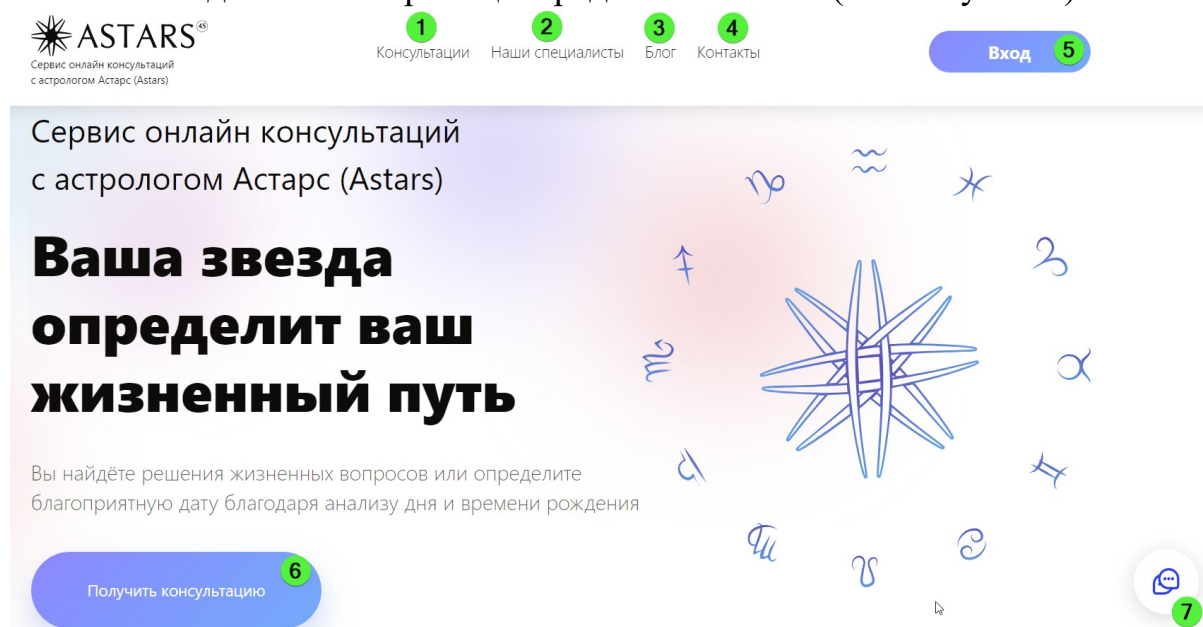 ASTARS 45
Сервис онлайн консультаций
с астрологом Астарс (Astars)
1 2 3 4
Консультации Наши специалисты Блог Контакты
Вход 5
Сервис онлайн консультаций
с астрологом Астарс (Astars)
Ваша звезда
определит ваш
жизненный путь
Вы найдёте решения жизненных вопросов или определите
благоприятную дату благодаря анализу дня и времени рождения
6
Получить консультацию
7